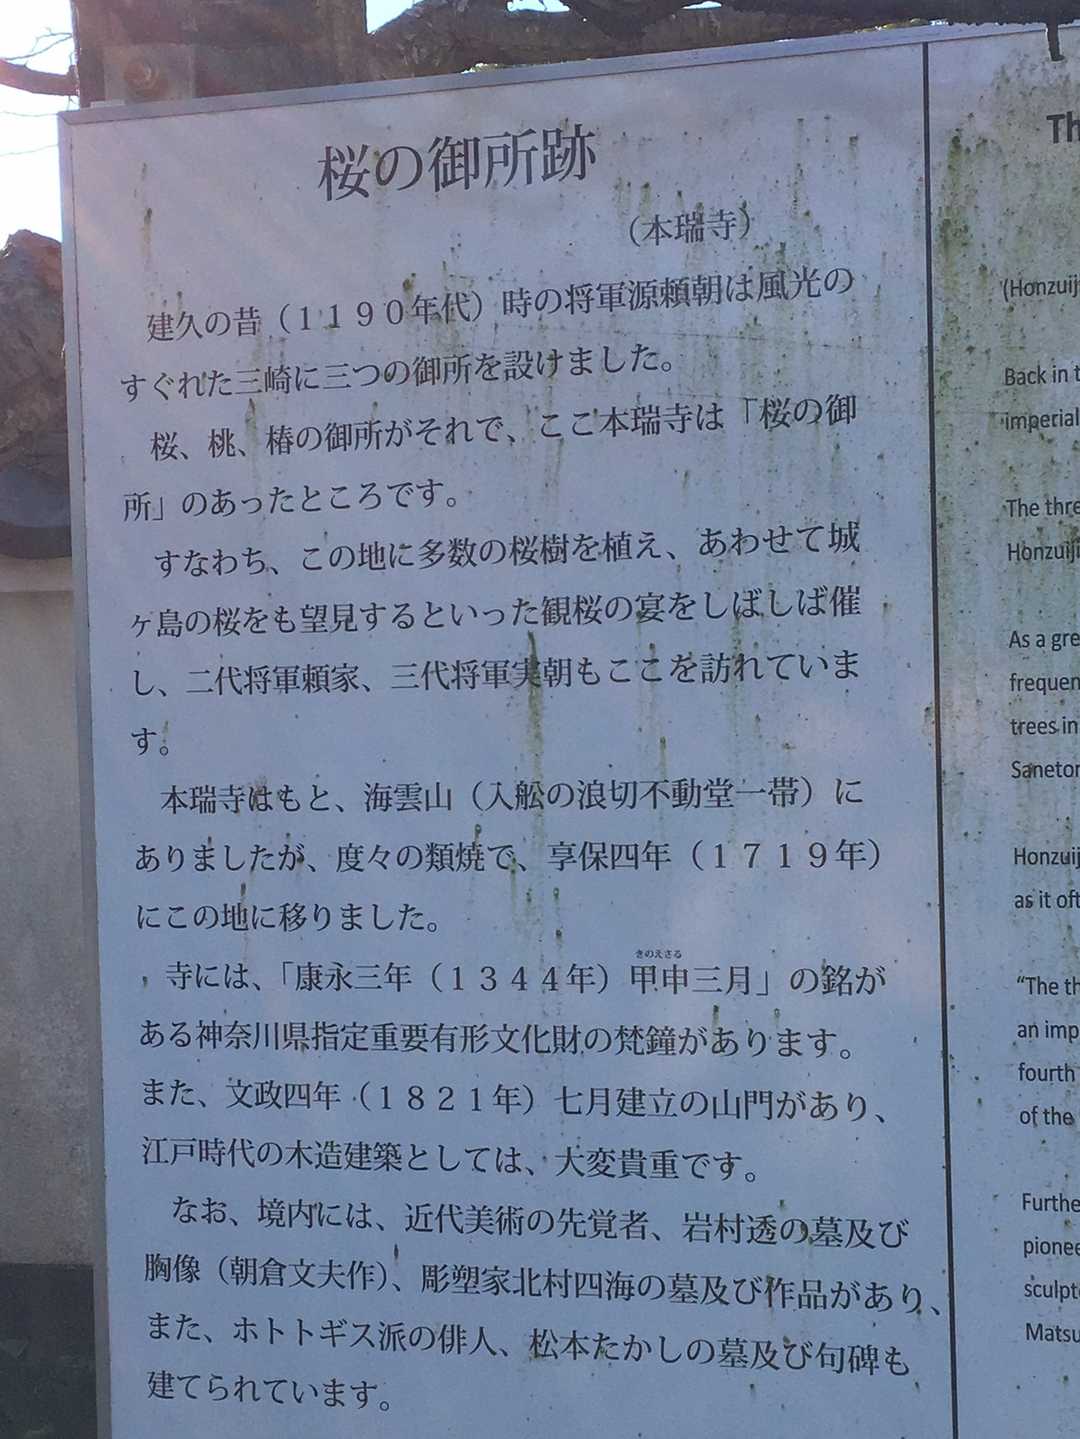 桜の御所跡
（本瑞寺）
建久の昔（１１９０年代）時の将軍源頼朝は風光の
すぐれた三崎に三つの御所を設けました。
桜、桃、椿の御所がそれで、ここ本瑞寺は「桜の御
所」のあったところです。
すなわち、この地に多数の桜樹を植え、あわせて城
ヶ島の桜をも望見するといった観桜の宴をしばしば催
し、二代将軍頼家、三代将軍実朝もここを訪れていま
す。
本瑞寺はもと、海雲山（入舩の浪切不動堂一帯）に
ありましたが、度々の類焼で、享保四年（１７１９年）
にこの地に移りました。
きのえさる
寺には、「康永三年（１３４４年）甲申三月」の銘が
ある神奈川県指定重要有形文化財の梵鐘があります。
また、文政四年（１８２１年）七月建立の山門があり、
江戸時代の木造建築としては、大変貴重です。
なお、境内には、近代美術の先覚者、岩村透の墓及び
胸像（朝倉文夫作）、彫塑家北村四海の墓及び作品があり、
また、ホトトギス派の俳人、松本たかしの墓及び句碑も
建てられています。
Th
(Honzuij
Back in t
imperial
The thre
Honzuiji
As a gre
frequen
trees in
Saneton
Honzuij
as it oft
“The th
an imp
fourth
of the
Furthe
pionee
sculpt
Matsu